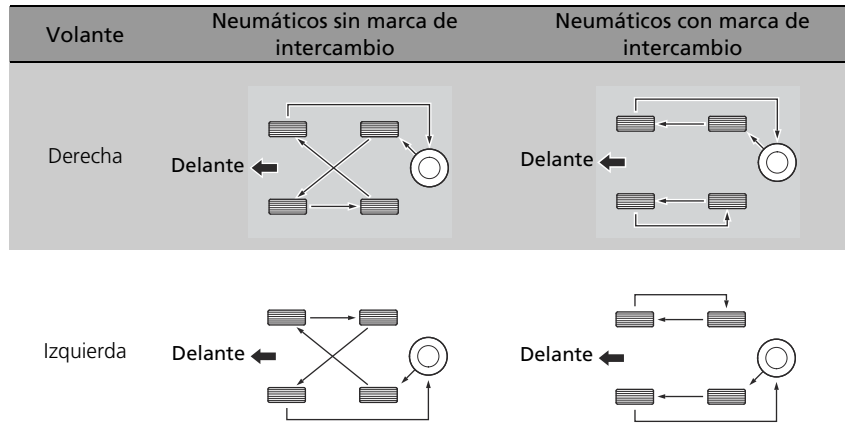 Volante
Neumáticos sin marca de
intercambio
Neumáticos con marca de
intercambio
Derecha
Delante
Delante
Izquierda
Delante
Delante